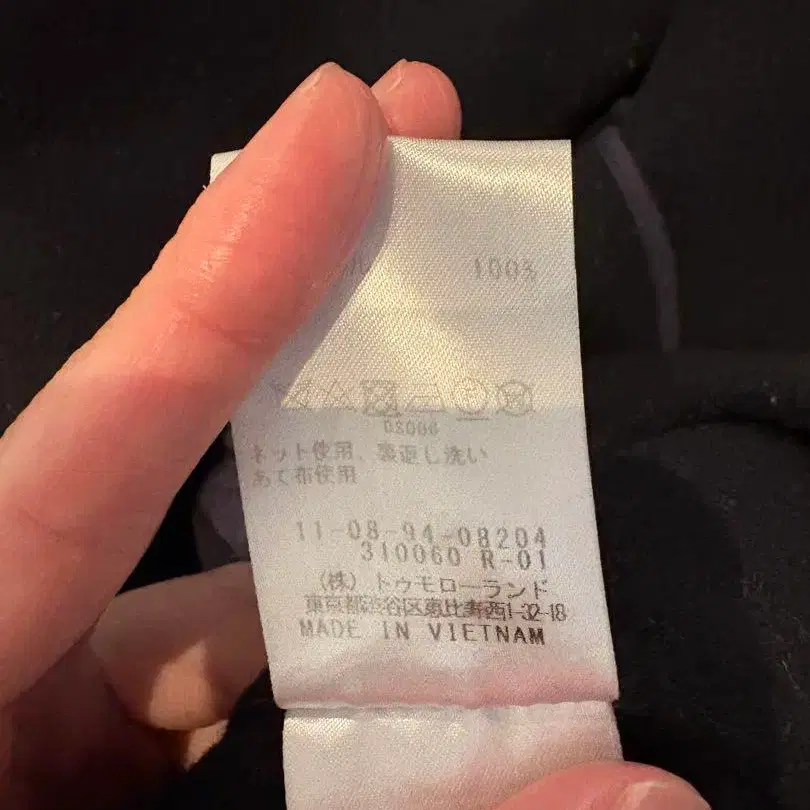 100%
DS006
ネット使用、裏返し洗い
あて布使用
11-08-94-08204
310060 R-01
(株) トゥモローランド
東京都渋谷区恵比寿西1-32-18
MADE IN VIETNAM